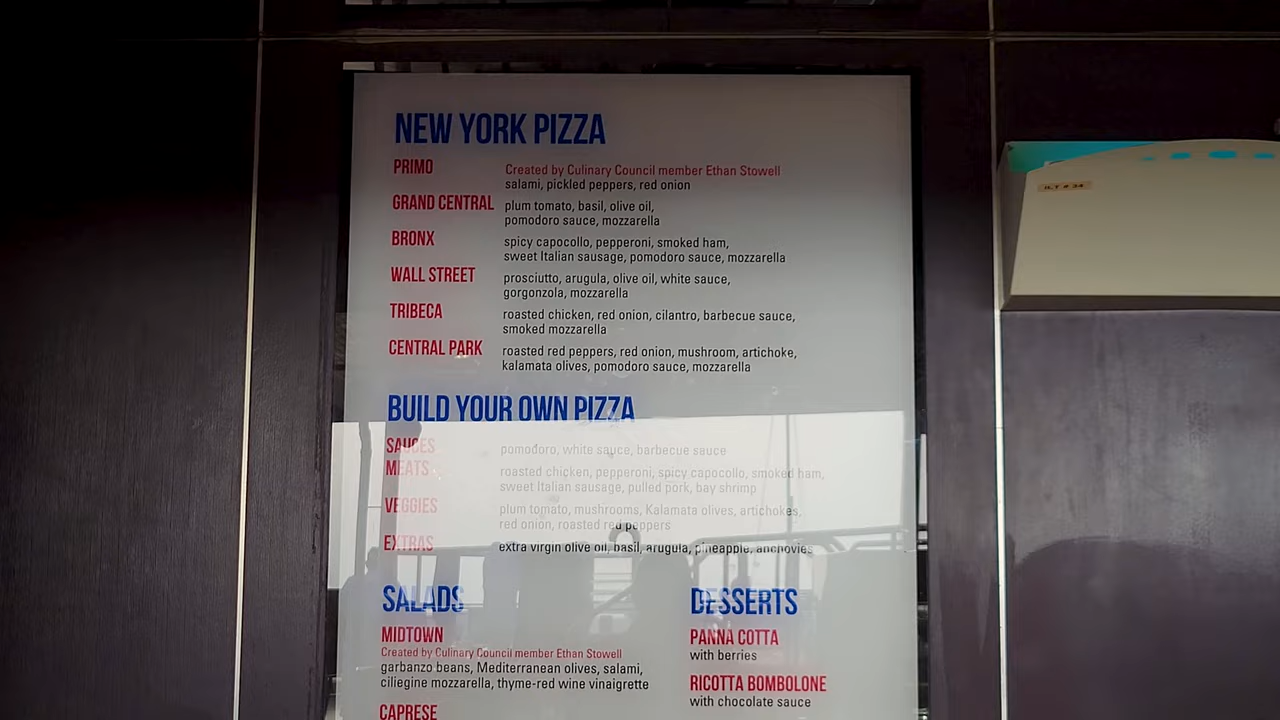 NEW YORK PIZZA
PRIMO Created by Culinary Council member Ethan Stowell
salami, pickled peppers, red onion
GRAND CENTRAL plum tomato, basil, olive oil,
pomodoro sauce, mozzarella
BRONX spicy capocollo, pepperoni, smoked ham,
sweet Italian sausage, pomodoro sauce, mozzarella
WALL STREET prosciutto, arugula, olive oil, white sauce,
gorgonzola, mozzarella
TRIBECA roasted chicken, red onion, cilantro, barbecue sauce,
smoked mozzarella
CENTRAL PARK roasted red peppers, red onion, mushroom, artichoke,
kalamata olives, pomodoro sauce, mozzarella
BUILD YOUR OWN PIZZA
SAUCES pomodoro, white sauce, barbecue sauce
MEATS roasted chicken, pepperoni, spicy capocollo, smoked ham,
sweet Italian sausage, pulled pork, bay shrimp
VEGGIES plum tomato, mushrooms, Kalamata olives, artichokes,
red onion, roasted red peppers
EXTRAS extra virgin olive oil, basil, arugula, pineapple, anchovies
SALADS
MIDTOWN
Created by Culinary Council member Ethan Stowell
garbanzo beans, Mediterranean olives, salami,
ciliegine mozzarella, thyme-red wine vinaigrette
CAPRESE
DESSERTS
PANNA COTTA
with berries
RICOTTA BOMBOLONE
with chocolate sauce